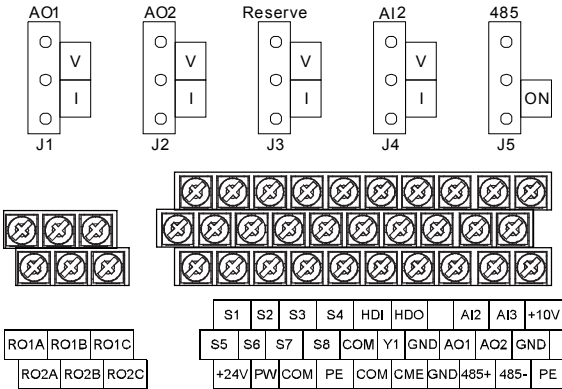 AO1 AO2 Reserve AI2 485
V V V V
I I I I ON
J1 J2 J3 J4 J5
S1 S2 S3 S4 HDI HDO AI2 AI3 +10V
RO1A RO1B RO1C S5 S6 S7 S8 COM Y1 GND AO1 AO2 GND
RO2A RO2B RO2C +24V PW COM PE COM CME GND 485+ 485- PE